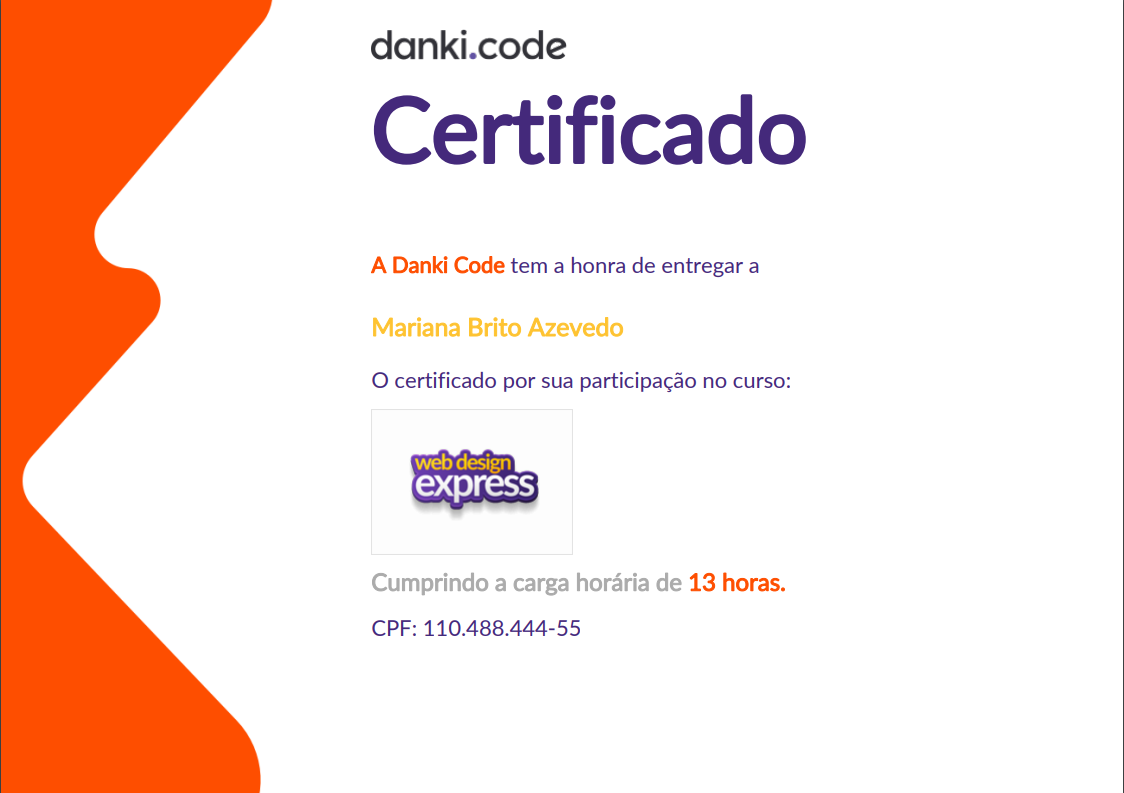 danki.code
Certificado
A Danki Code tem a honra de entregar a
Mariana Brito Azevedo
O certificado por sua participação no curso:
web design
express
Cumprindo a carga horária de 13 horas.
CPF: 110.488.444-55